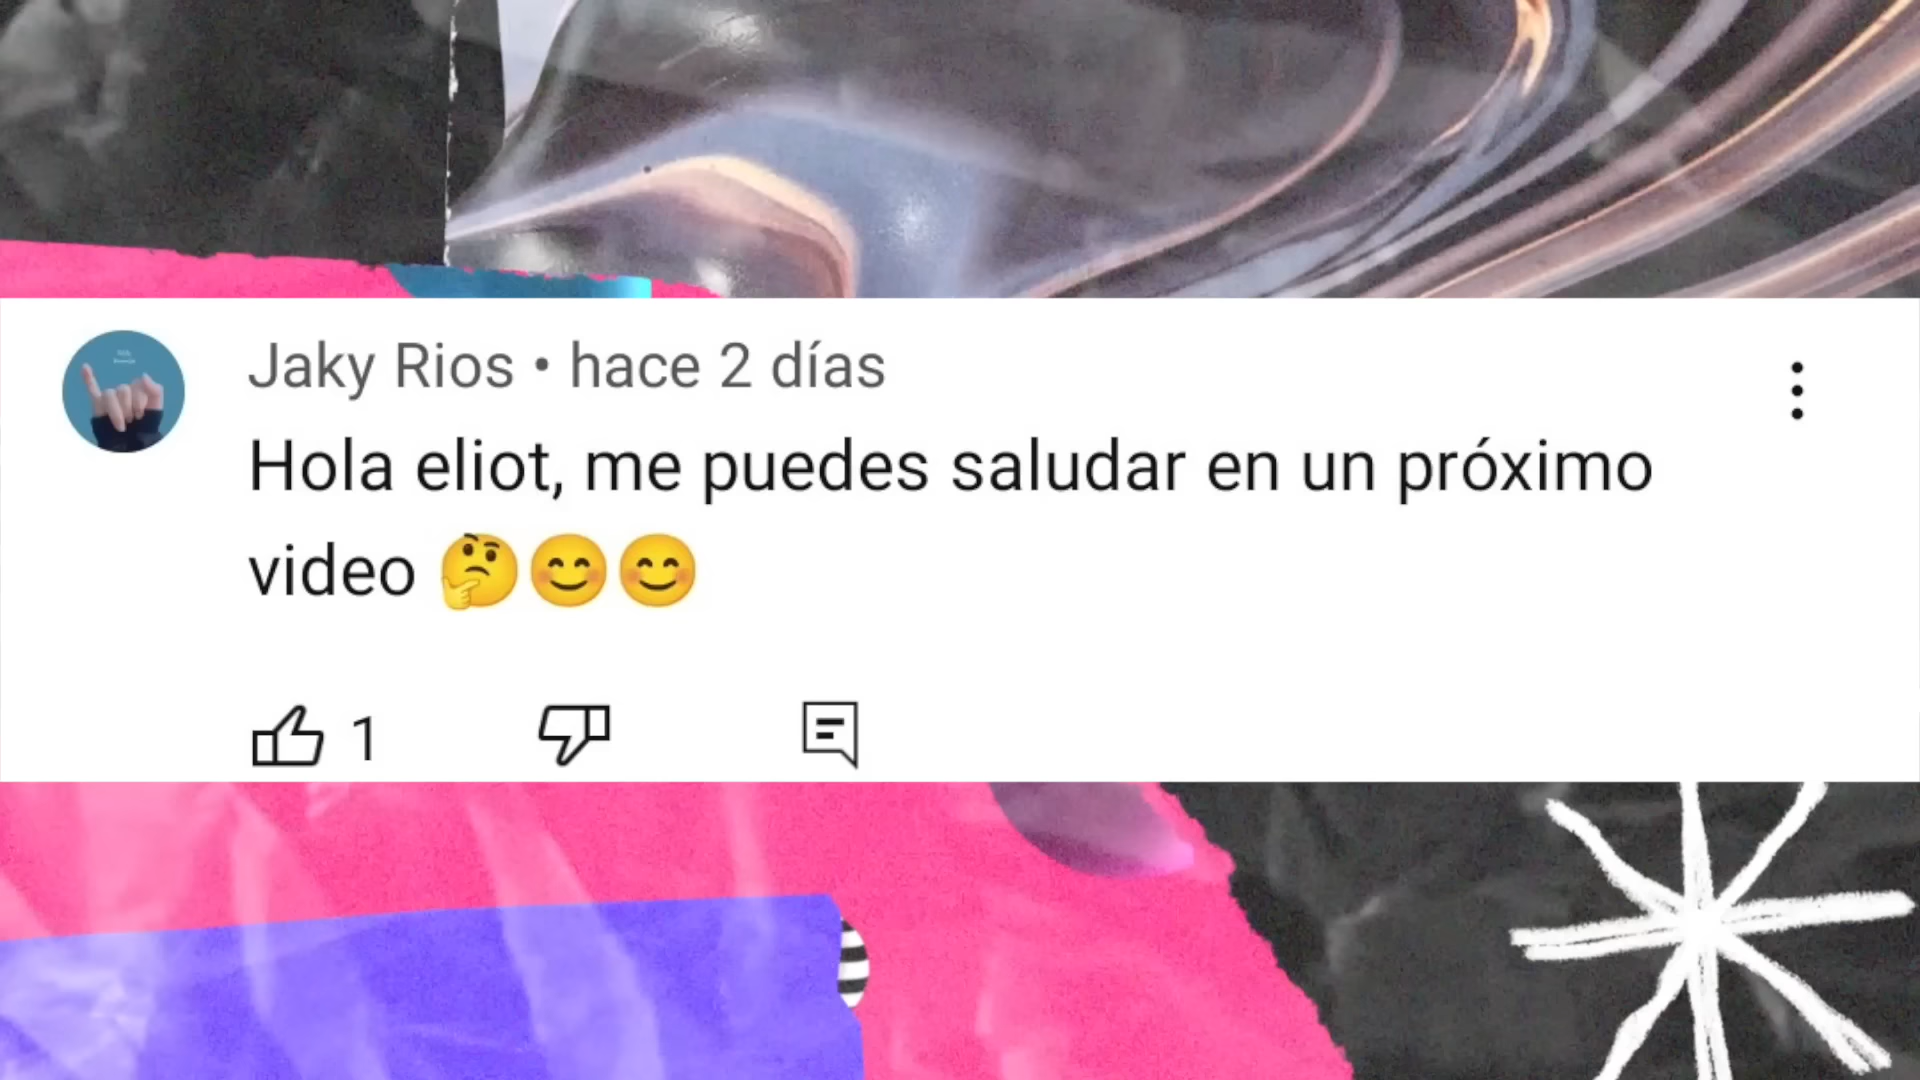 Jaky Rios • hace 2 días
Hola eliot, me puedes saludar en un próximo
video 🤔😊😊
1